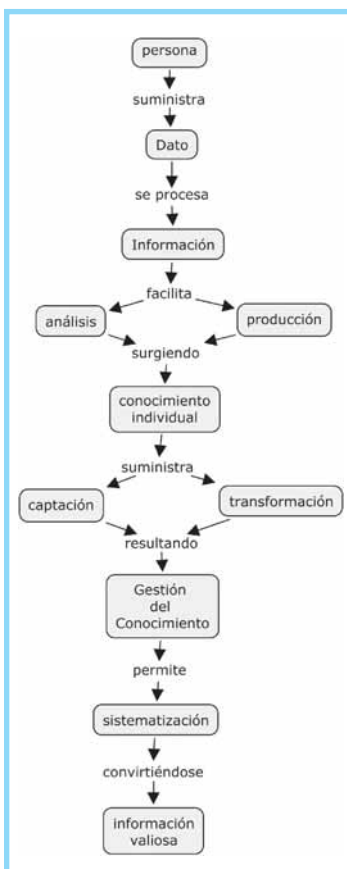 persona
suministra
Dato
se procesa
Información
facilita
análisis
producción
surgiendo
conocimiento
individual
suministra
captación
transformación
resultando
Gestión
del
Conocimiento
permite
sistematización
convirtiéndose
información
valiosa